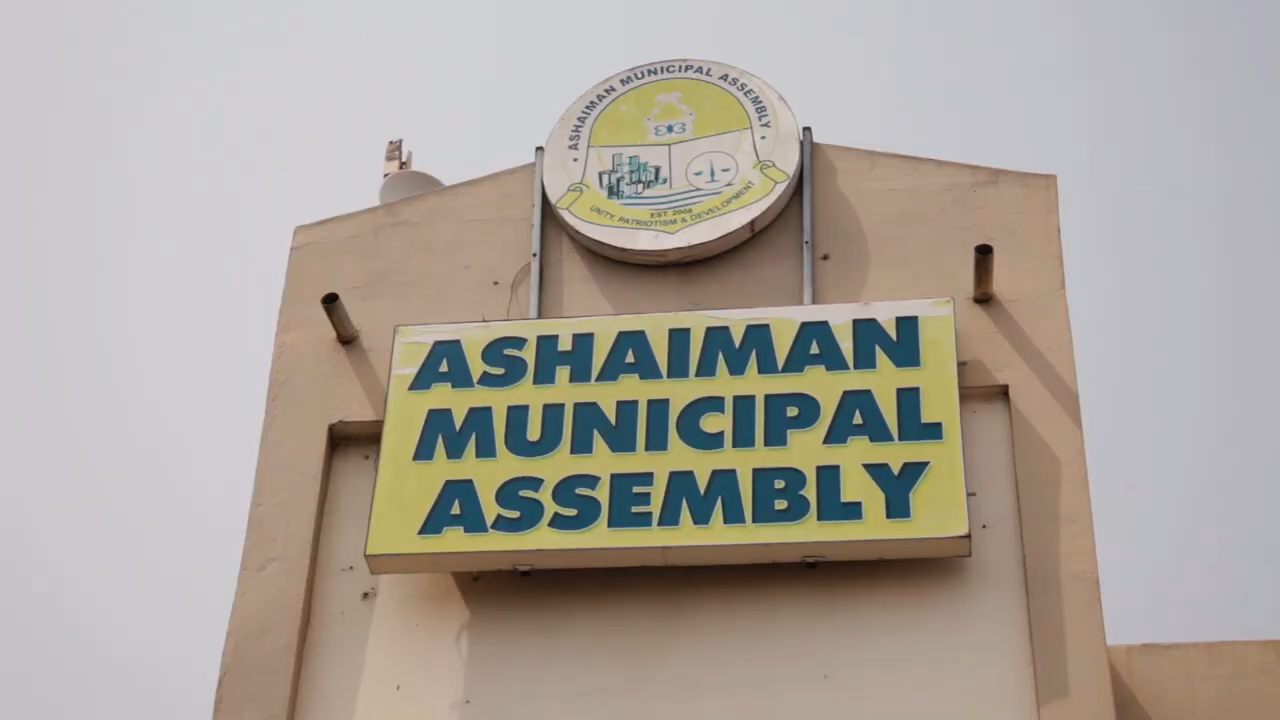 ASHAIMAN MUNICIPAL ASSEMBLY
EST. 2008
UNITY, PATRIOTISM & DEVELOPMENT
ASHAIMAN
MUNICIPAL
ASSEMBLY